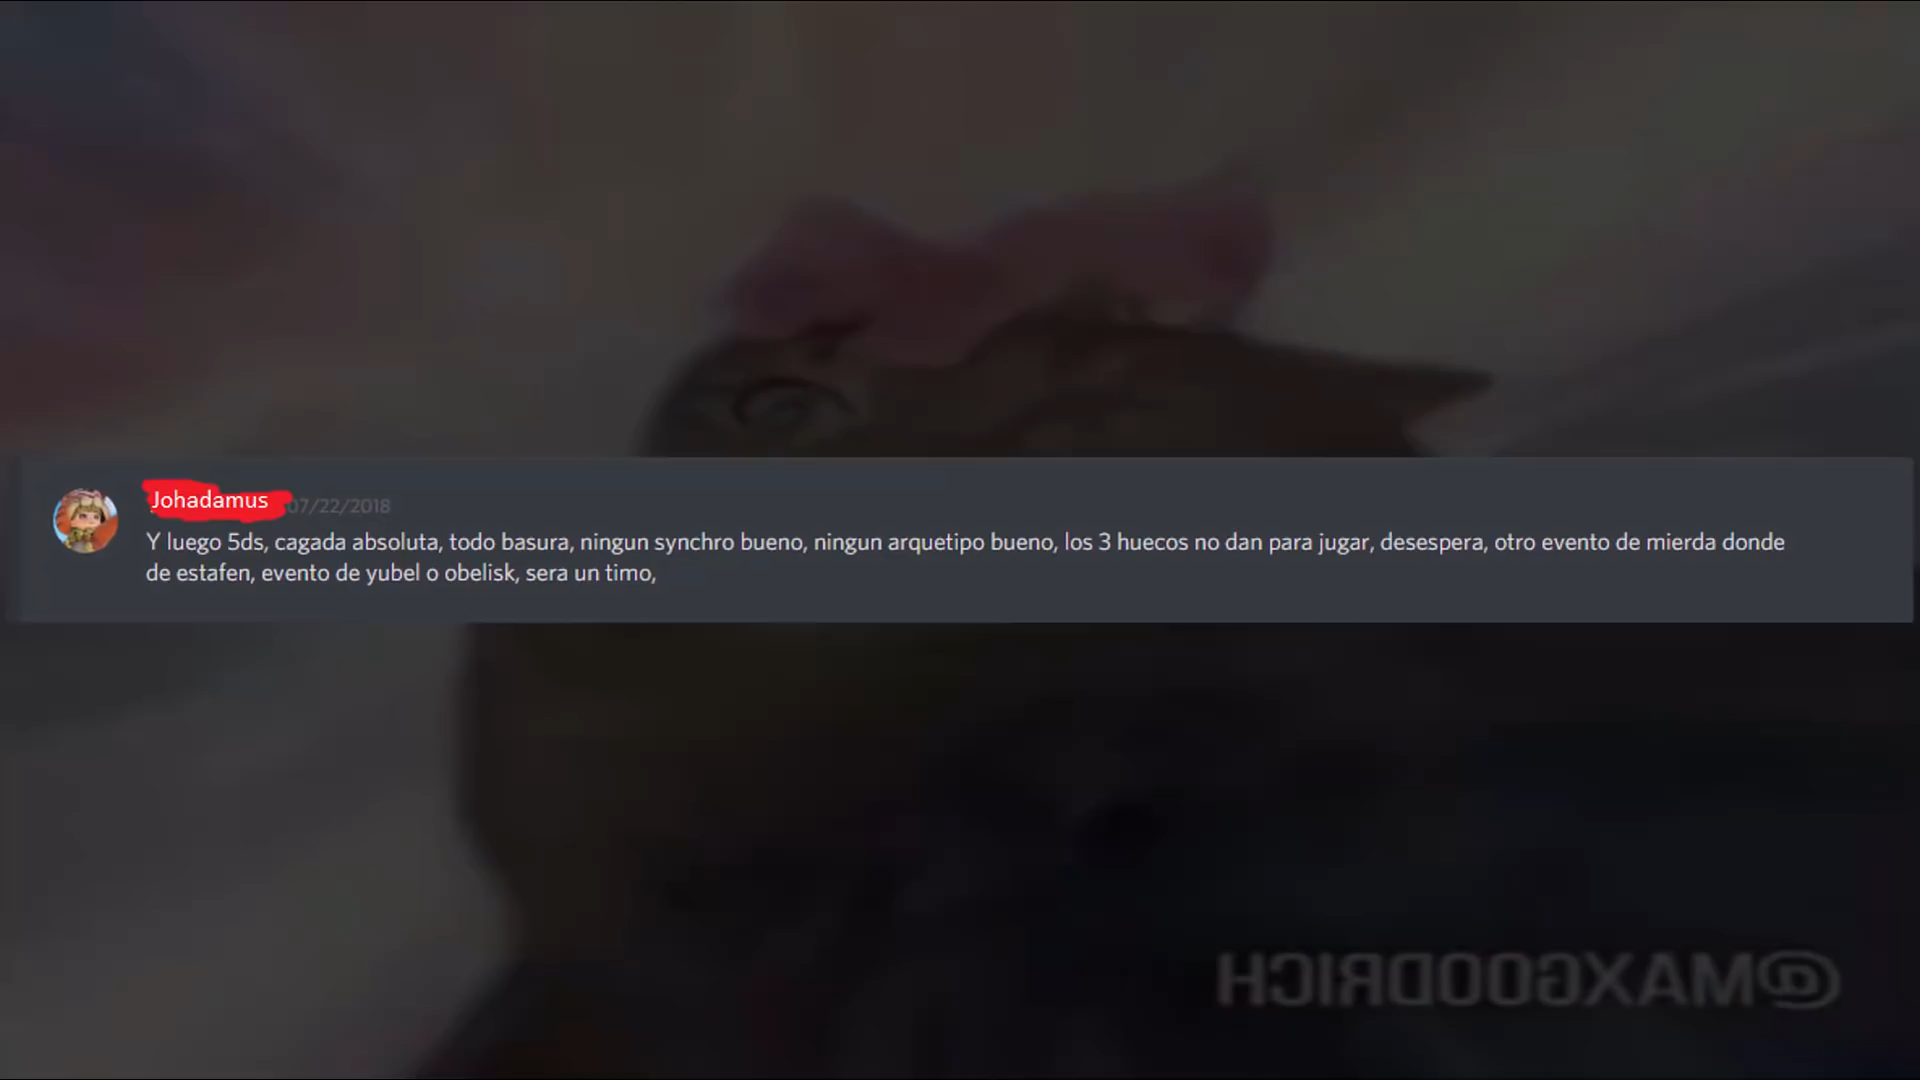 Johadamus 07/22/2018
Y luego 5ds, cagada absoluta, todo basura, ningun synchro bueno, ningun arquetipo bueno, los 3 huecos no dan para jugar, desespera, otro evento de mierda donde
de estafen, evento de yubel o obelisk, sera un timo,
@MAXGOODRICH